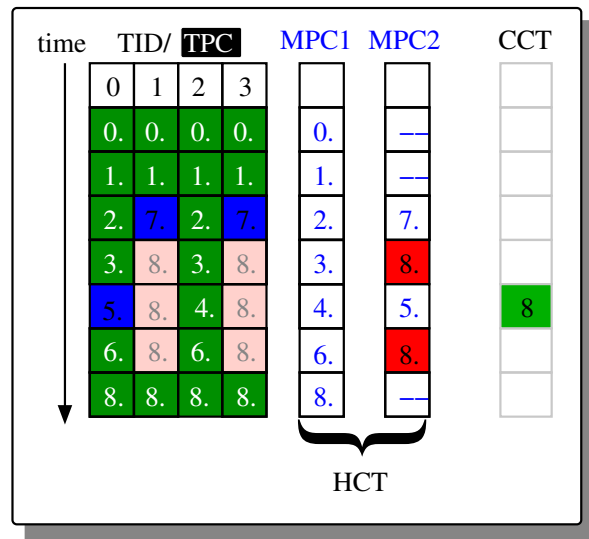 time TID/ TPC MPC1 MPC2 CCT
0 1 2 3
0. 0. 0. 0. 0. --
1. 1. 1. 1. 1. --
2. 7. 2. 7. 2. 7.
3. 8. 3. 8. 3. 8.
5. 8. 4. 8. 4. 5. 8
6. 8. 6. 8. 6. 8.
8. 8. 8. 8. 8. --
HCT